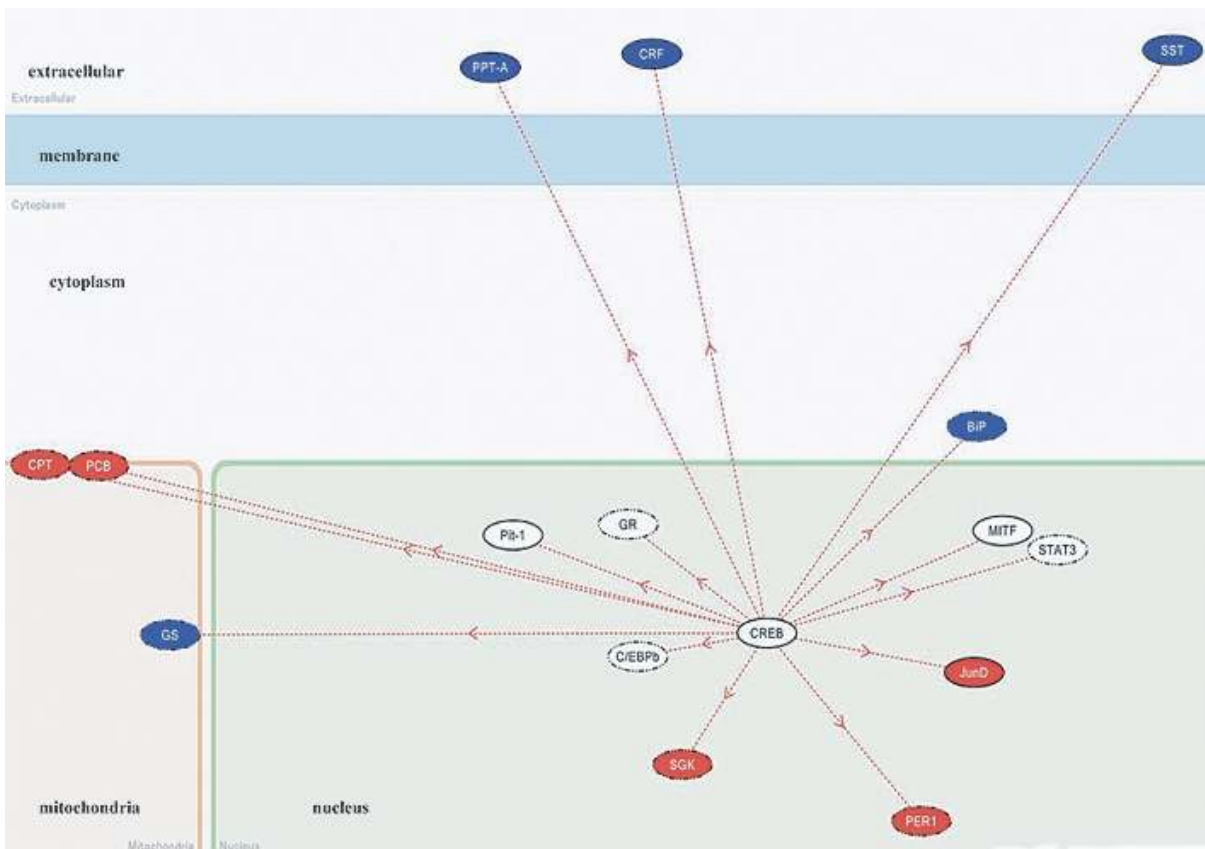 CRF
SST
PPT-A
extracellular
Extracellular
membrane
Cytoplasm
cytoplasm
BiP
CPT
PCB
GR
Pit-1
MITF
STAT3
CREB
GS
C/EBPb
JunD
SGK
mitochondria
nucleus
PER1
Mitochondria
Nucleus